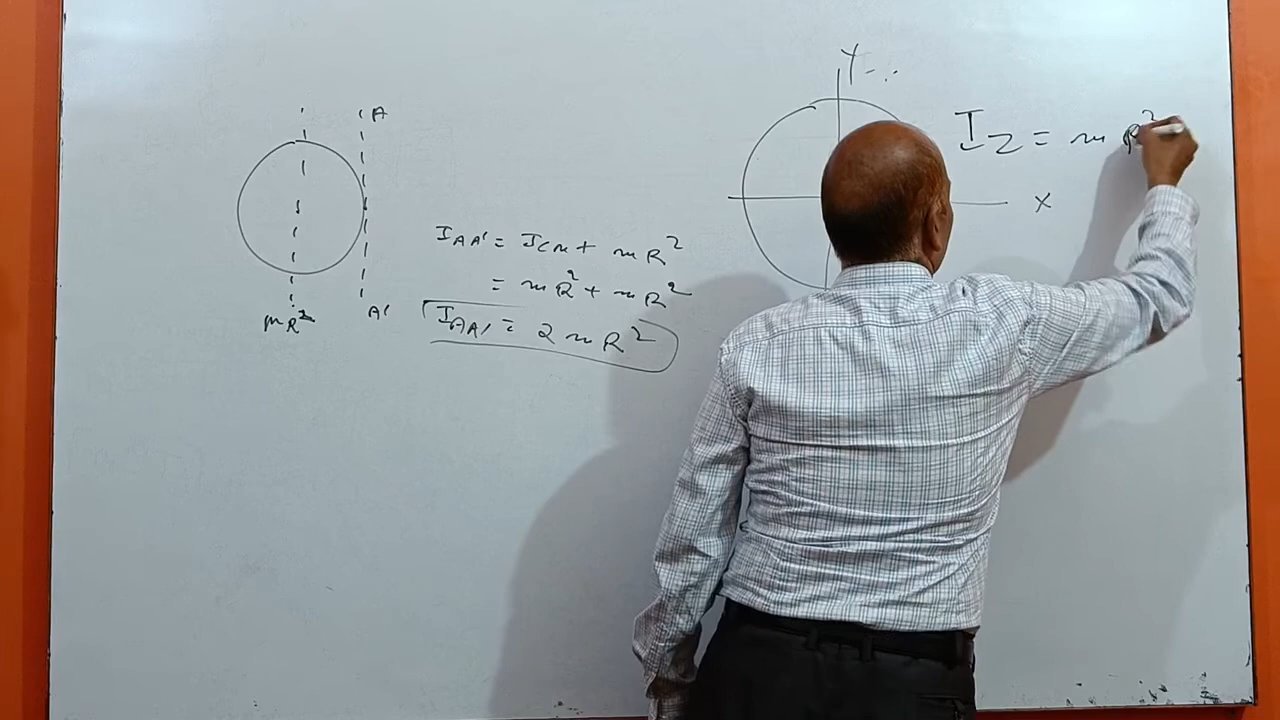 A
mR²
A'
I_AA' = I_CM + mR²
= mR² + mR²
I_AA' = 2mR²
Y
X
I_Z = mR²